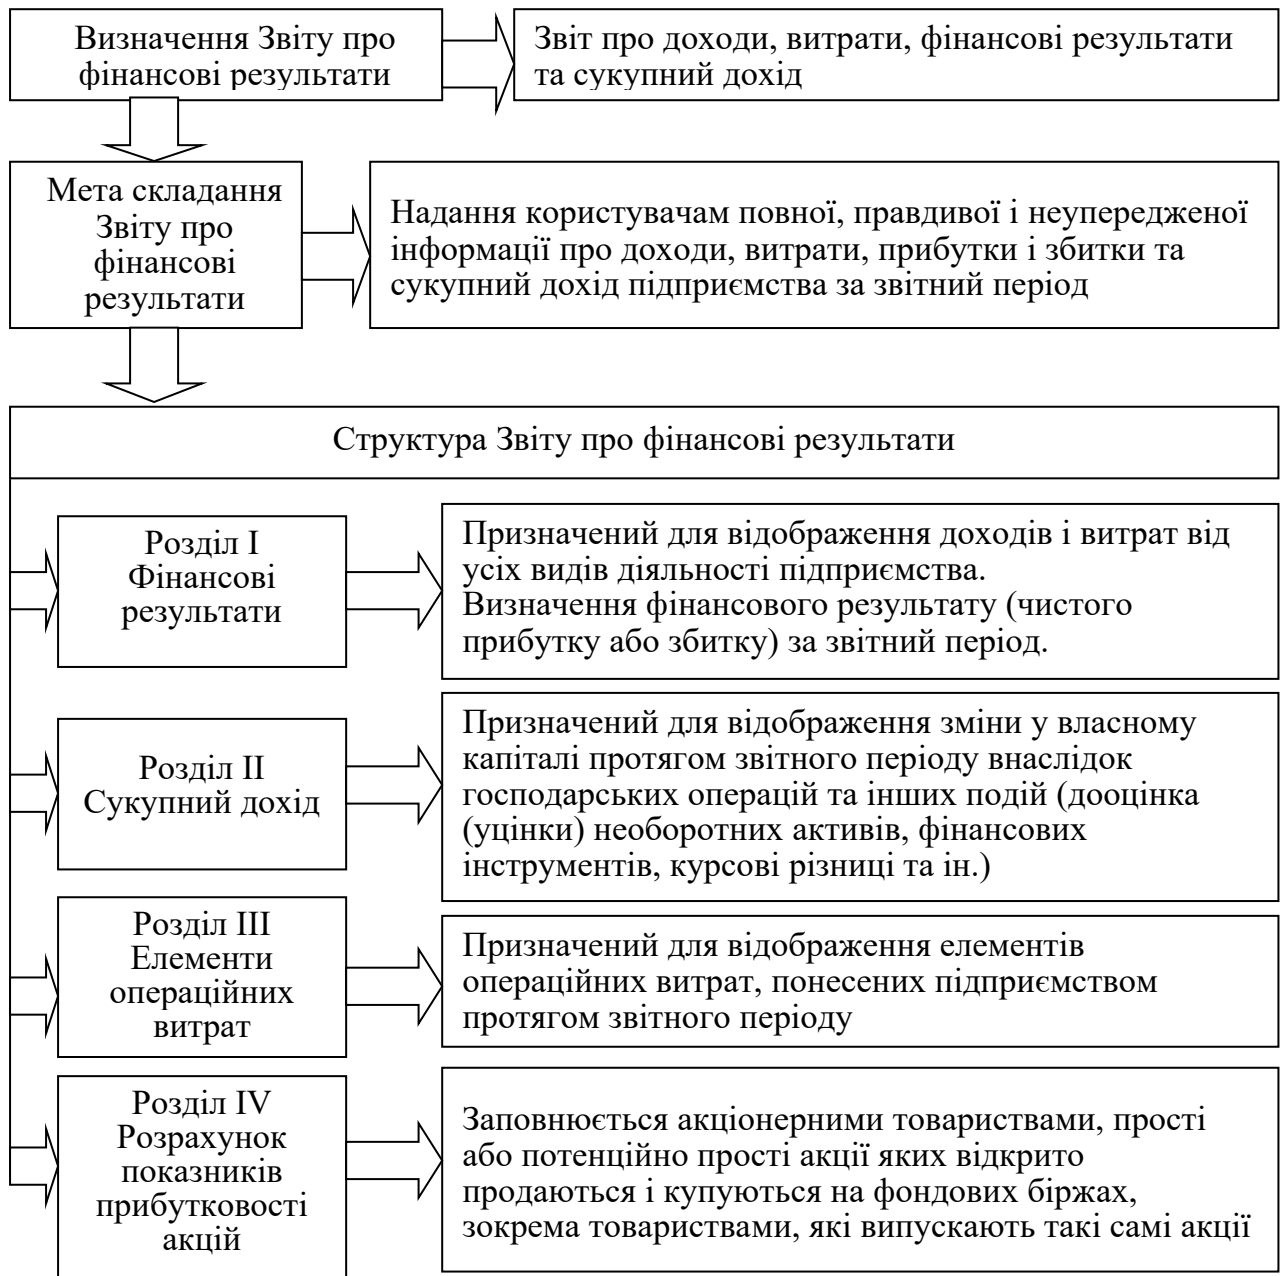 Визначення Звіту про
фінансові результати
Звіт про доходи, витрати, фінансові результати
та сукупний дохід
Мета складання
Звіту про
фінансові
результати
Надання користувачам повної, правдивої і неупередженої
інформації про доходи, витрати, прибутки і збитки та
сукупний дохід підприємства за звітний період
Структура Звіту про фінансові результати
Розділ І
Фінансові
результати
Призначений для відображення доходів і витрат від
усіх видів діяльності підприємства.
Визначення фінансового результату (чистого
прибутку або збитку) за звітний період.
Розділ ІІ
Сукупний дохід
Призначений для відображення зміни у власному
капіталі протягом звітного періоду внаслідок
господарських операцій та інших подій (дооцінка
(уцінки) необоротних активів, фінансових
інструментів, курсові різниці та ін.)
Розділ ІІІ
Елементи
операційних
витрат
Призначений для відображення елементів
операційних витрат, понесених підприємством
протягом звітного періоду
Розділ IV
Розрахунок
показників
прибутковості
акцій
Заповнюється акціонерними товариствами, прості
або потенційно прості акції яких відкрито
продаються і купуються на фондових біржах,
зокрема товариствами, які випускають такі самі акції